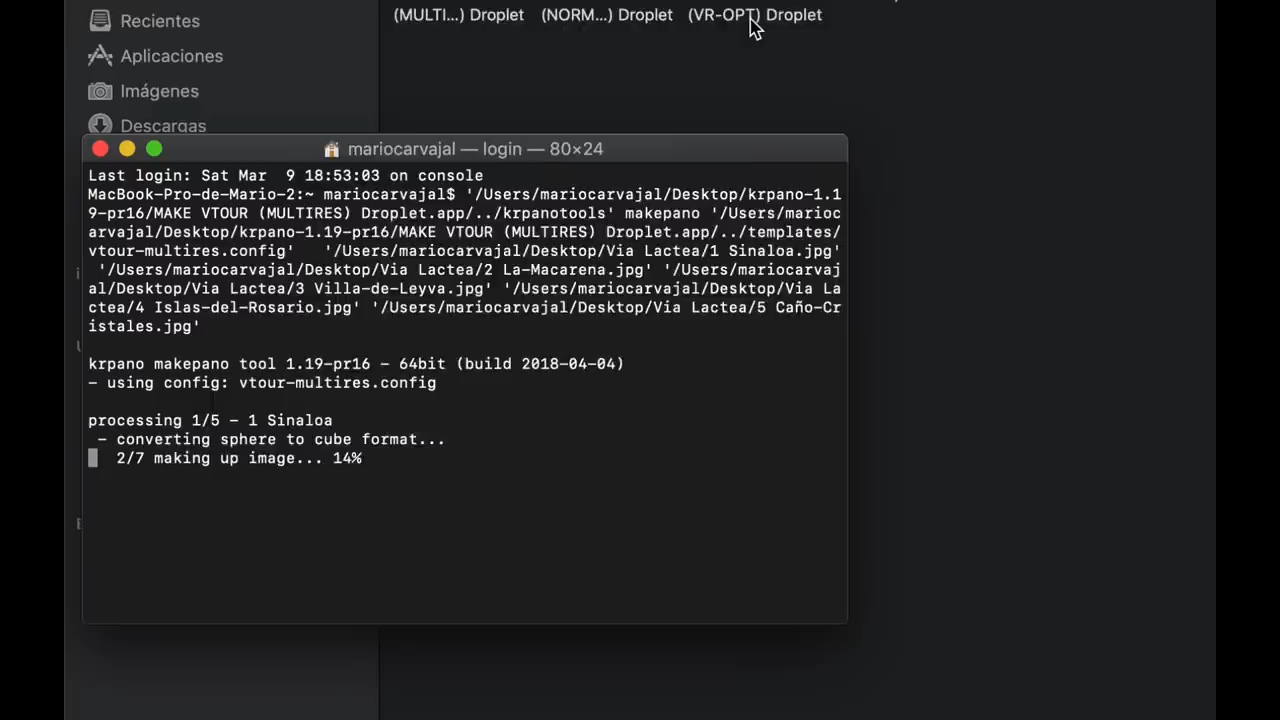 Recientes
(MULTI...) Droplet (NORM...) Droplet (VR-OPT) Droplet
Aplicaciones
Imágenes
Descargas
mariocarvajal — login — 80×24
Last login: Sat Mar  9 18:53:03 on console
MacBook-Pro-de-Mario-2:~ mariocarvajal$ '/Users/mariocarvajal/Desktop/krpano-1.1
9-pr16/MAKE VTOUR (MULTIRES) Droplet.app/../krpanotools' makepano '/Users/marioc
arvajal/Desktop/krpano-1.19-pr16/MAKE VTOUR (MULTIRES) Droplet.app/../templates/
vtour-multires.config'   '/Users/mariocarvajal/Desktop/Via Lactea/1 Sinaloa.jpg'
 '/Users/mariocarvajal/Desktop/Via Lactea/2 La-Macarena.jpg' '/Users/mariocarvaj
al/Desktop/Via Lactea/3 Villa-de-Leyva.jpg' '/Users/mariocarvajal/Desktop/Via La
ctea/4 Islas-del-Rosario.jpg' '/Users/mariocarvajal/Desktop/Via Lactea/5 Caño-Cr
istales.jpg'
krpano makepano tool 1.19-pr16 - 64bit (build 2018-04-04)
- using config: vtour-multires.config
processing 1/5 - 1 Sinaloa
 - converting sphere to cube format...
   2/7 making up image... 14%